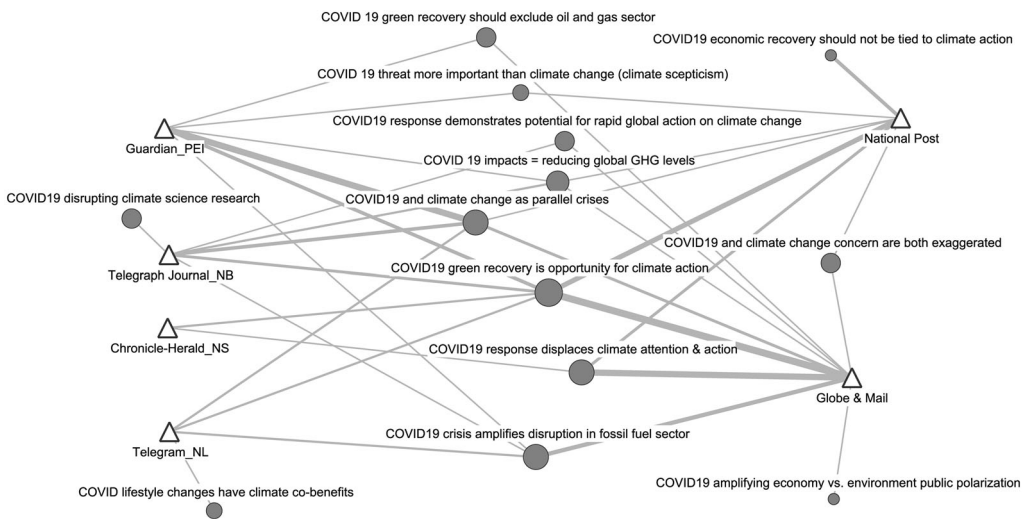 COVID 19 green recovery should exclude oil and gas sector
COVID19 economic recovery should not be tied to climate action
COVID 19 threat more important than climate change (climate scepticism)
COVID19 response demonstrates potential for rapid global action on climate change
Guardian_PEI
National Post
COVID 19 impacts = reducing global GHG levels
COVID19 disrupting climate science research
COVID19 and climate change as parallel crises
COVID19 and climate change concern are both exaggerated
Telegraph Journal_NB
COVID19 green recovery is opportunity for climate action
Chronicle-Herald_NS
COVID19 response displaces climate attention & action
Globe & Mail
COVID19 crisis amplifies disruption in fossil fuel sector
Telegram_NL
COVID19 amplifying economy vs. environment public polarization
COVID lifestyle changes have climate co-benefits